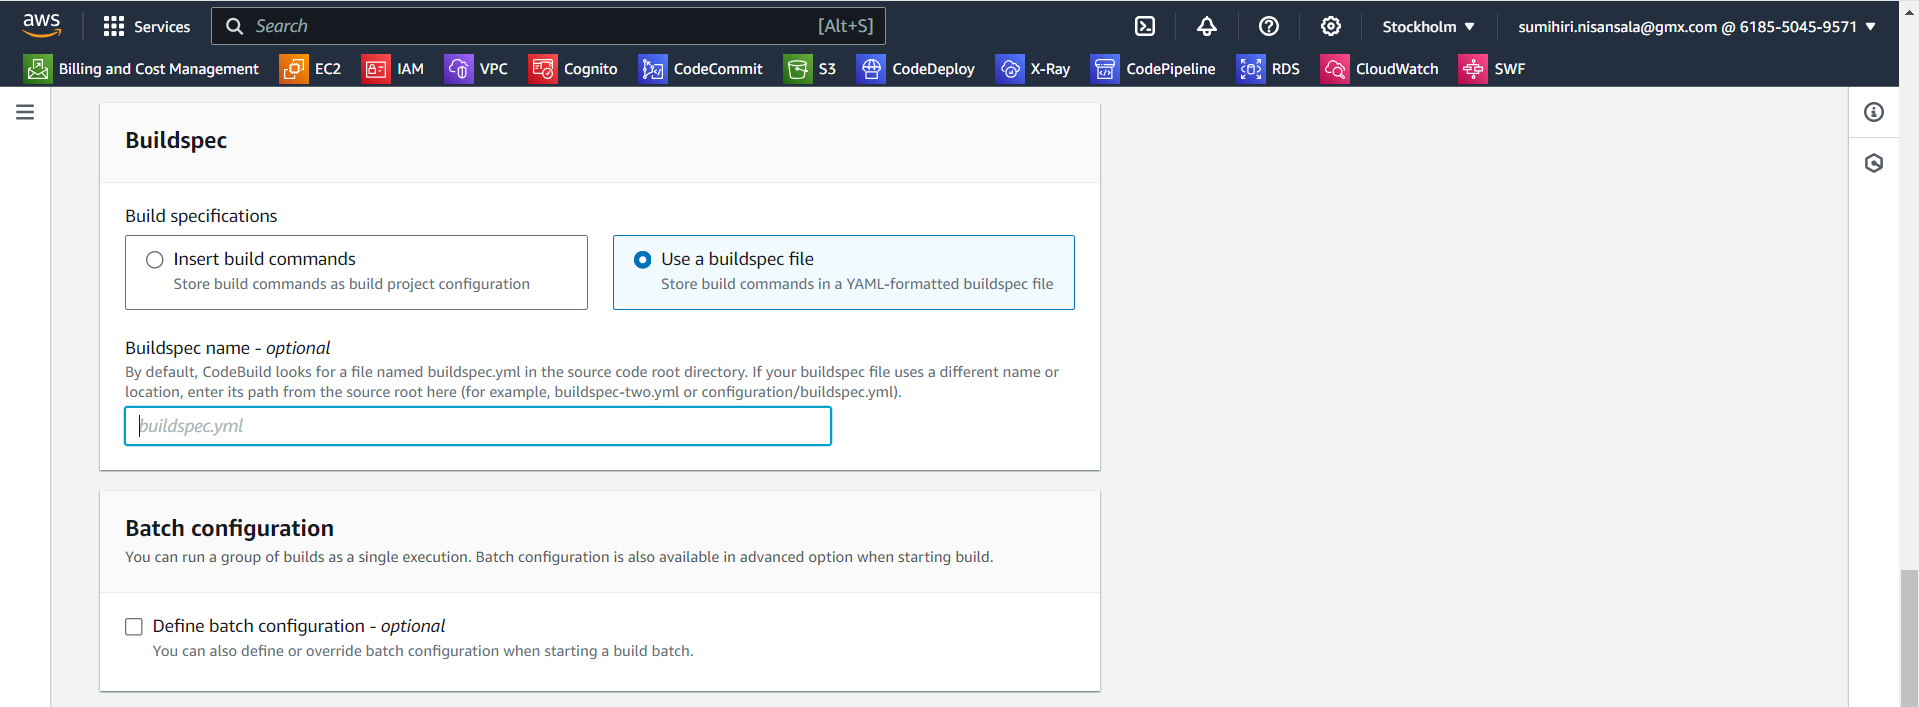 aws Services Search [Alt+S] Stockholm sumihiri.nisansala@gmx.com @ 6185-5045-9571
Billing and Cost Management EC2 IAM VPC Cognito CodeCommit S3 CodeDeploy X-Ray CodePipeline RDS CloudWatch SWF
Buildspec
Build specifications
Insert build commands
Store build commands as build project configuration
Use a buildspec file
Store build commands in a YAML-formatted buildspec file
Buildspec name - optional
By default, CodeBuild looks for a file named buildspec.yml in the source code root directory. If your buildspec file uses a different name or
location, enter its path from the source root here (for example, buildspec-two.yml or configuration/buildspec.yml).
buildspec.yml
Batch configuration
You can run a group of builds as a single execution. Batch configuration is also available in advanced option when starting build.
Define batch configuration - optional
You can also define or override batch configuration when starting a build batch.